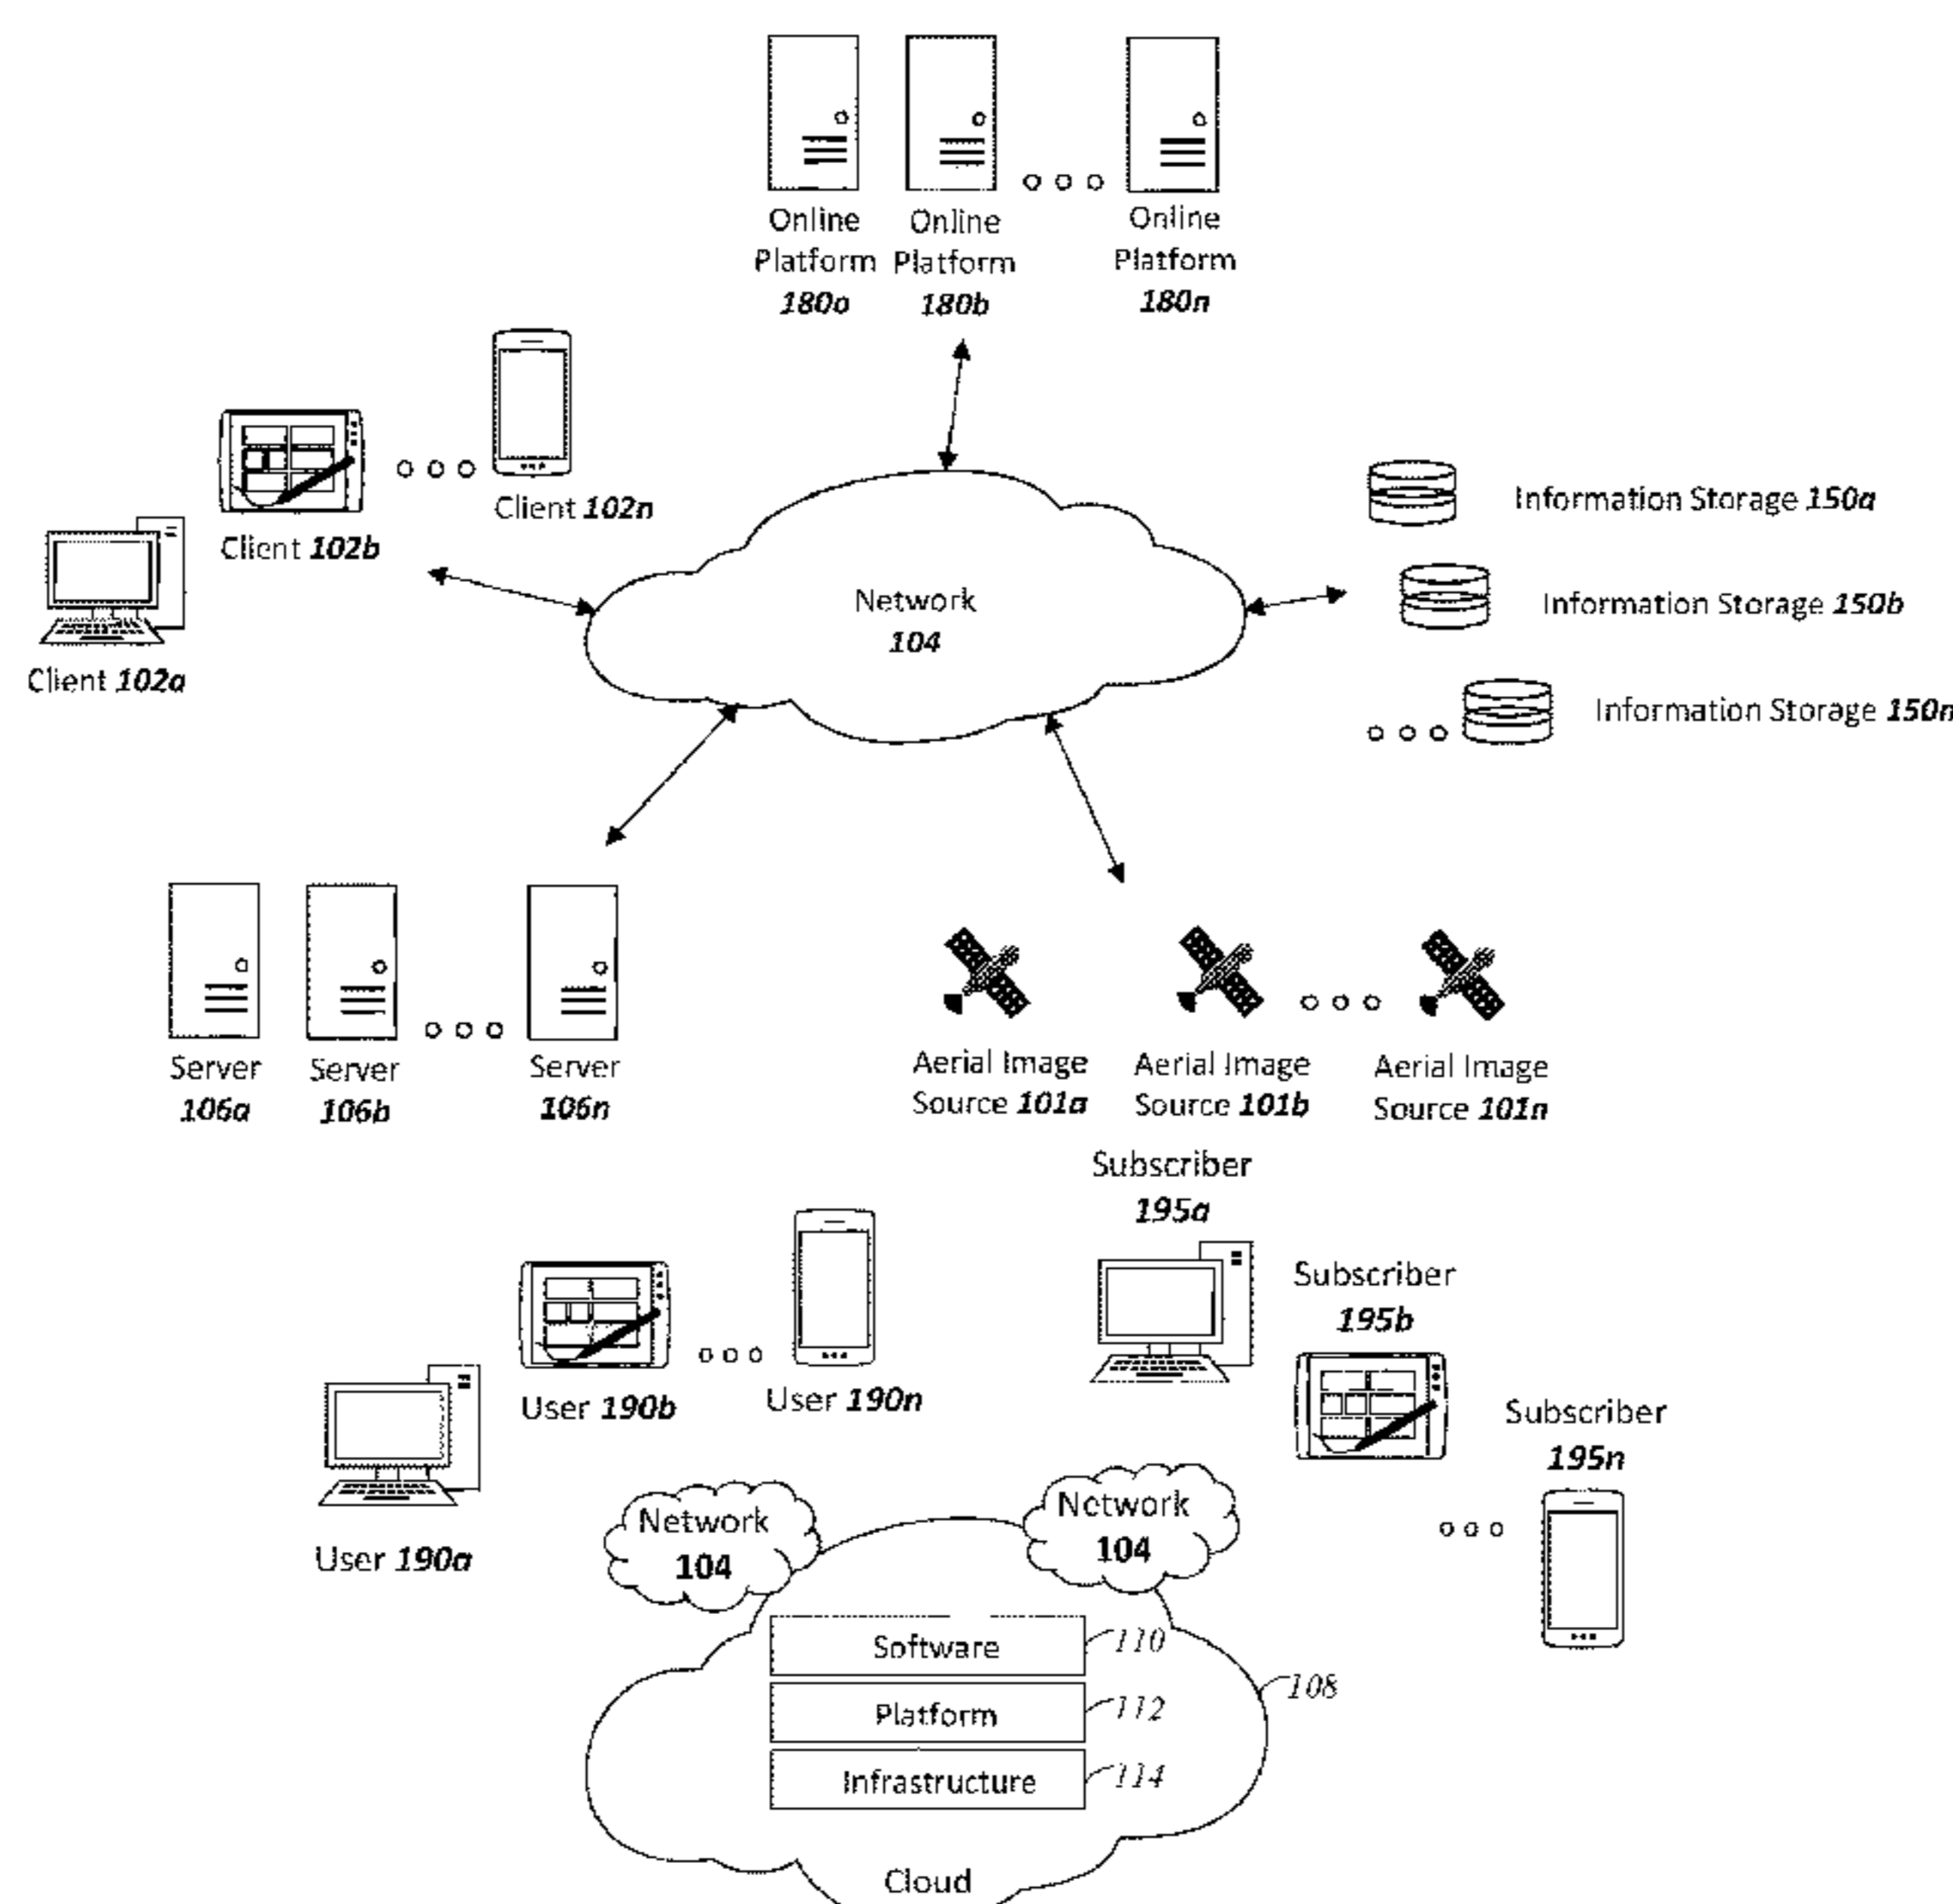 Online Online Online
Platform Platform Platform
180a 180b 180n
Client 102n
Client 102b
Client 102a
Network
104
Information Storage 150a
Information Storage 150b
Information Storage 150n
Server Server Server
106a 106b 106n
Aerial Image Aerial Image Aerial Image
Source 101a Source 101b Source 101n
Subscriber
195a
Subscriber
195b
Subscriber
195n
User 190n
User 190b
User 190a
Network
104
Network
104
Software 110
Platform 112
Infrastructure 114
108
Cloud